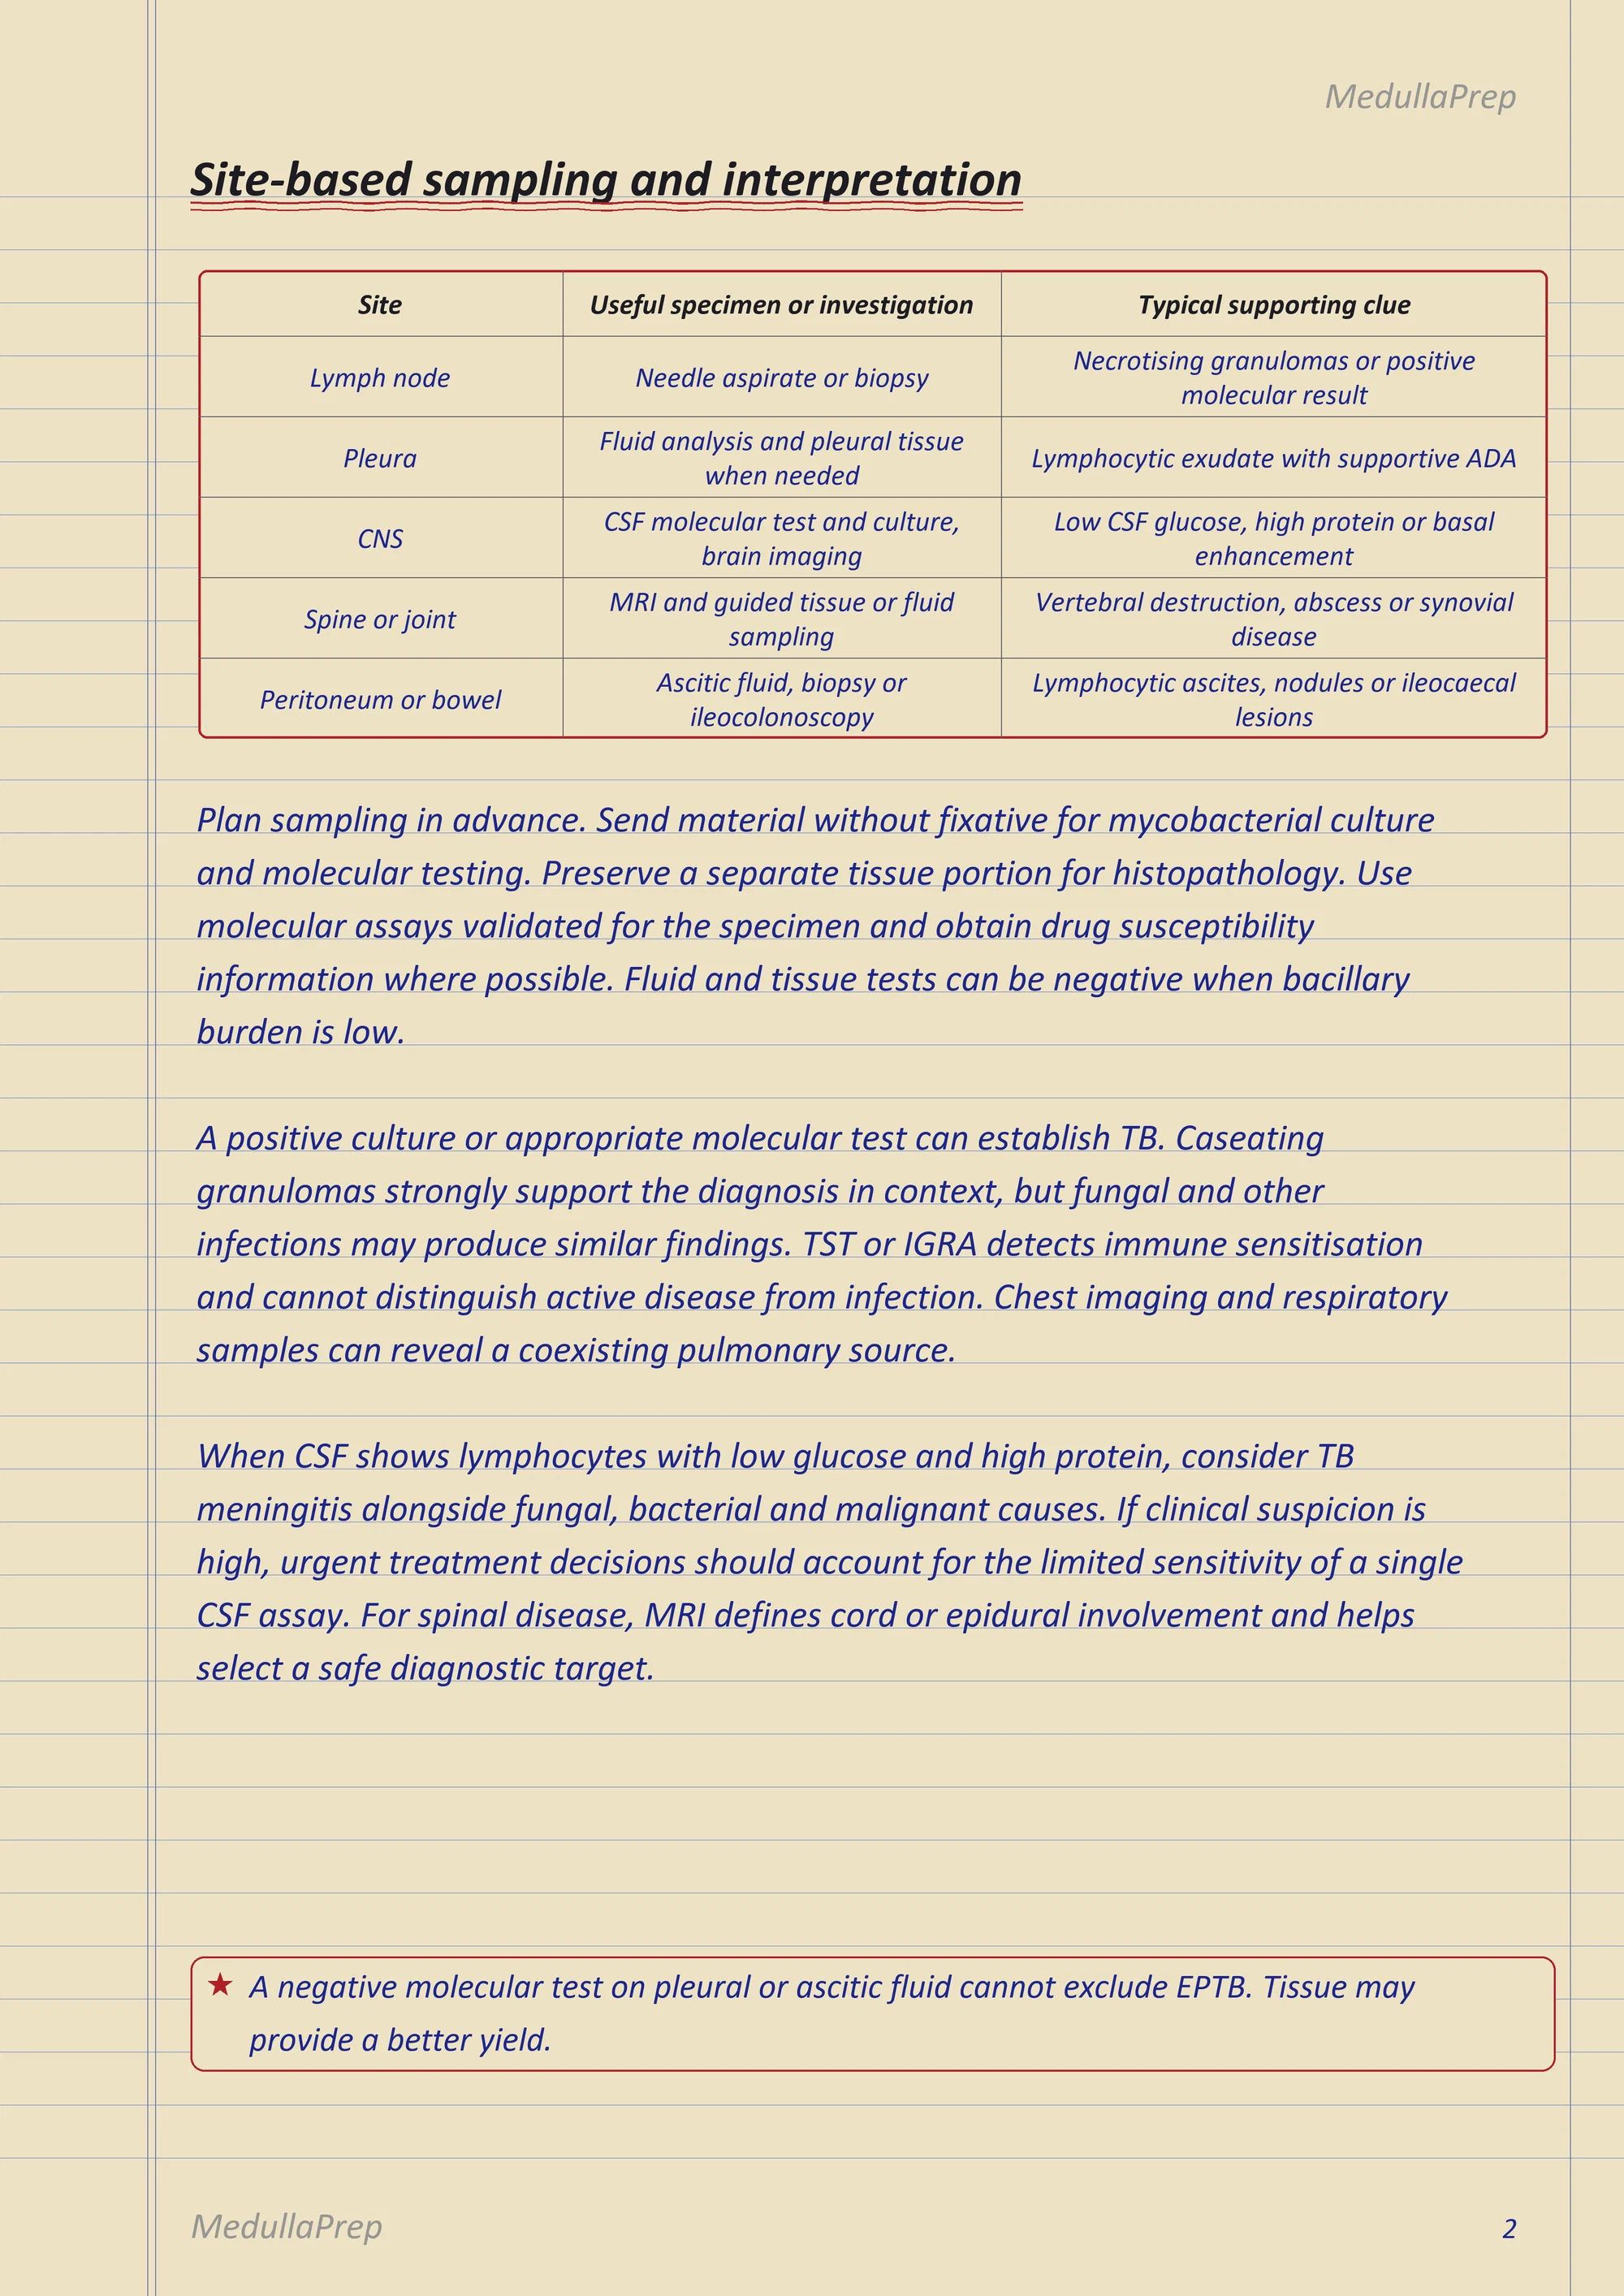 MedullaPrep
Site-based sampling and interpretation
Site Useful specimen or investigation Typical supporting clue
Lymph node Needle aspirate or biopsy Necrotising granulomas or positive
molecular result
Pleura Fluid analysis and pleural tissue
when needed Lymphocytic exudate with supportive ADA
CNS CSF molecular test and culture,
brain imaging Low CSF glucose, high protein or basal
enhancement
Spine or joint MRI and guided tissue or fluid
sampling Vertebral destruction, abscess or synovial
disease
Peritoneum or bowel Ascitic fluid, biopsy or
ileocolonoscopy Lymphocytic ascites, nodules or ileocaecal
lesions
Plan sampling in advance. Send material without fixative for mycobacterial culture
and molecular testing. Preserve a separate tissue portion for histopathology. Use
molecular assays validated for the specimen and obtain drug susceptibility
information where possible. Fluid and tissue tests can be negative when bacillary
burden is low.
A positive culture or appropriate molecular test can establish TB. Caseating
granulomas strongly support the diagnosis in context, but fungal and other
infections may produce similar findings. TST or IGRA detects immune sensitisation
and cannot distinguish active disease from infection. Chest imaging and respiratory
samples can reveal a coexisting pulmonary source.
When CSF shows lymphocytes with low glucose and high protein, consider TB
meningitis alongside fungal, bacterial and malignant causes. If clinical suspicion is
high, urgent treatment decisions should account for the limited sensitivity of a single
CSF assay. For spinal disease, MRI defines cord or epidural involvement and helps
select a safe diagnostic target.
★ A negative molecular test on pleural or ascitic fluid cannot exclude EPTB. Tissue may
provide a better yield.
MedullaPrep 2